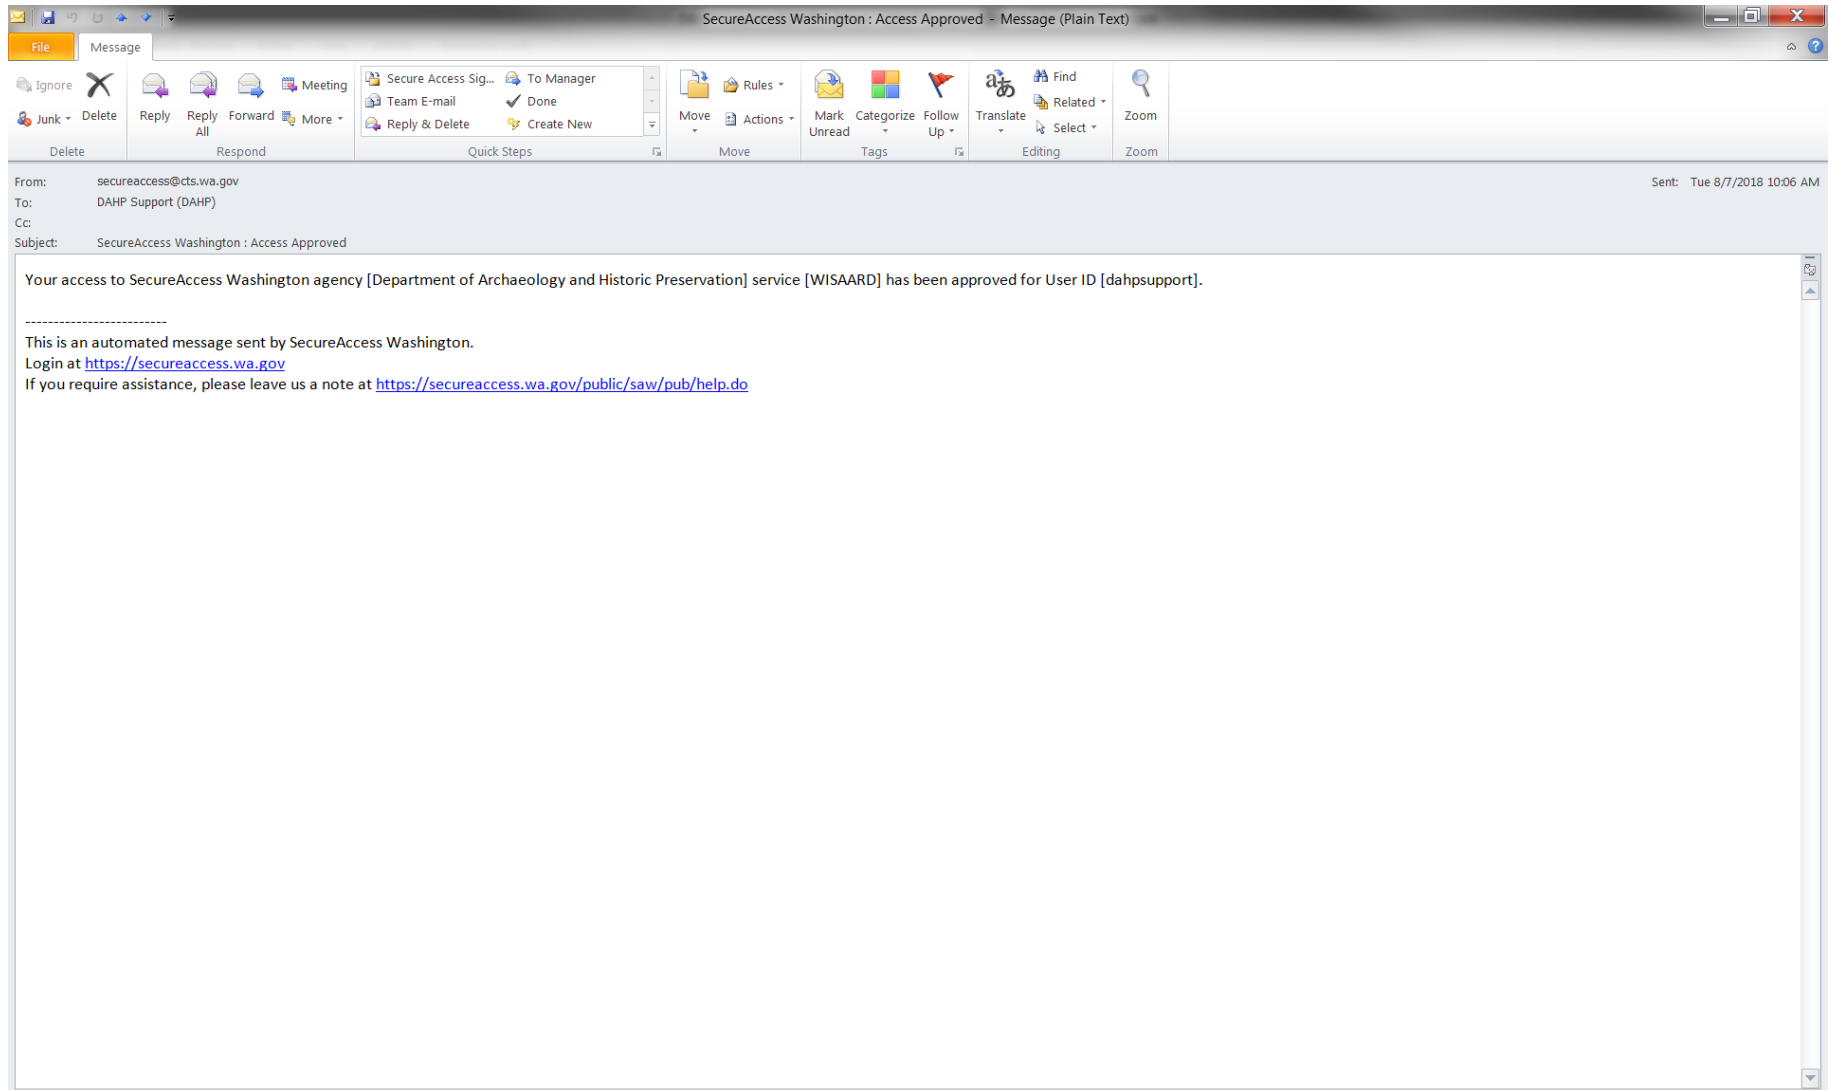 SecureAccess Washington : Access Approved - Message (Plain Text)
File Message
Ignore
Junk
Delete
Delete
Reply
Reply All
Forward
Meeting
More
Respond
Secure Access Sig... To Manager
Team E-mail Done
Reply & Delete Create New
Quick Steps
Move
Rules
Actions
Move
Mark Unread
Categorize
Follow Up
Tags
Translate
Find
Related
Select
Editing
Zoom
Zoom
From: secureaccess@cts.wa.gov Sent: Tue 8/7/2018 10:06 AM
To: DAHP Support (DAHP)
Cc:
Subject: SecureAccess Washington : Access Approved
Your access to SecureAccess Washington agency [Department of Archaeology and Historic Preservation] service [WISAARD] has been approved for User ID [dahpsupport].
-------------------------
This is an automated message sent by SecureAccess Washington.
Login at https://secureaccess.wa.gov
If you require assistance, please leave us a note at https://secureaccess.wa.gov/public/saw/pub/help.do